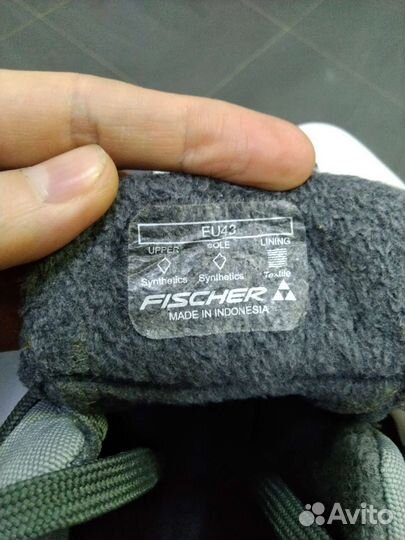 EU43
UPPER SOLE LINING
Synthetics Synthetics Textile
FISCHER
MADE IN INDONESIA
Avito